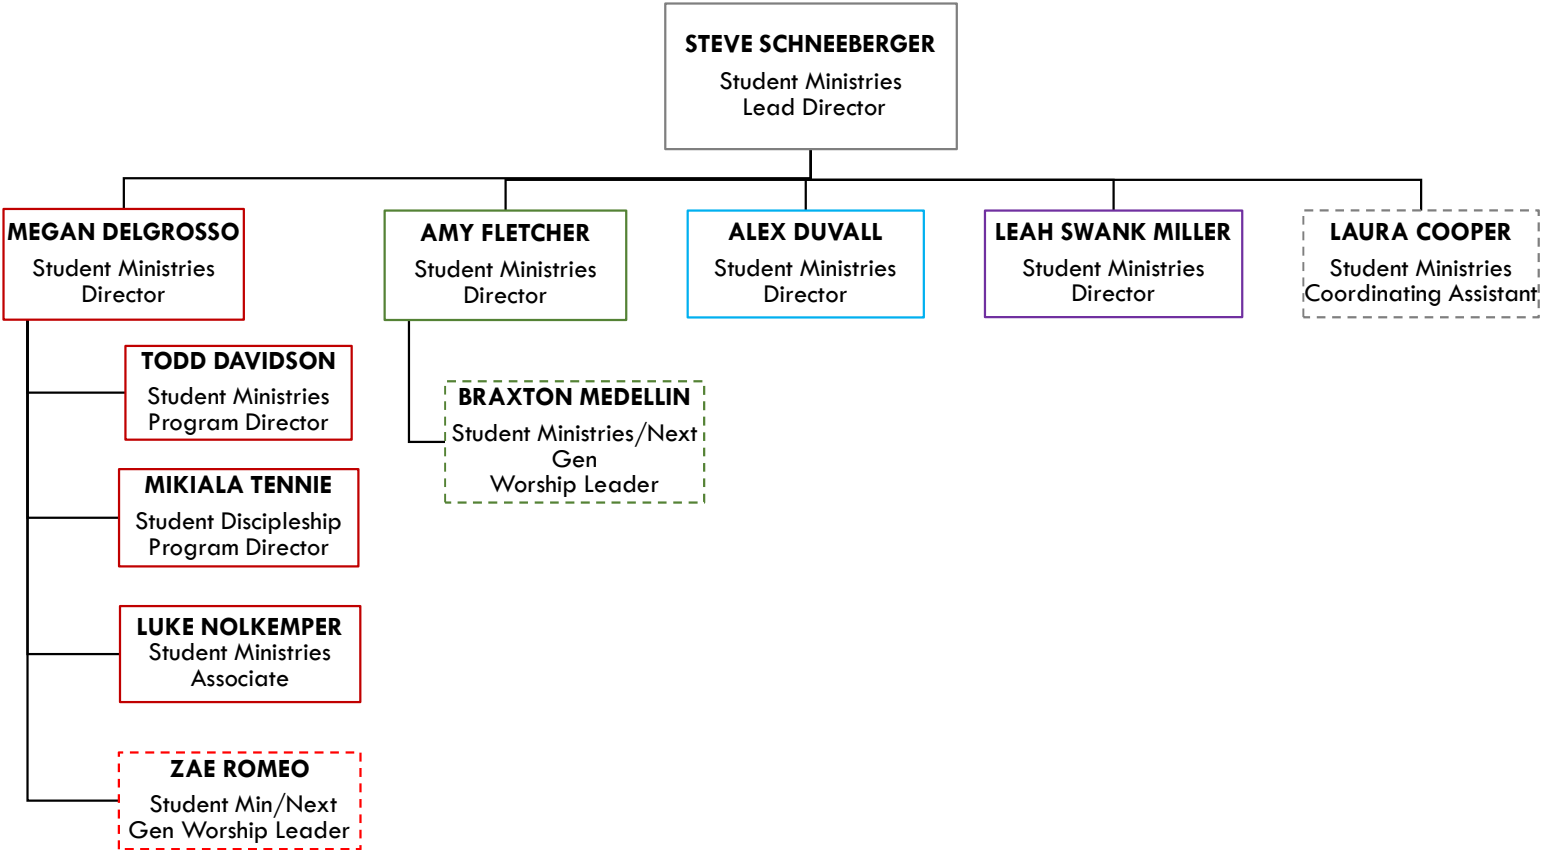 STEVE SCHNEEBERGER
Student Ministries
Lead Director
MEGAN DELGROSSO
Student Ministries
Director
AMY FLETCHER
Student Ministries
Director
ALEX DUVALL
Student Ministries
Director
LEAH SWANK MILLER
Student Ministries
Director
LAURA COOPER
Student Ministries
Coordinating Assistant
TODD DAVIDSON
Student Ministries
Program Director
MIKIALA TENNIE
Student Discipleship
Program Director
LUKE NOLKEMPER
Student Ministries
Associate
ZAE ROMEO
Student Min/Next
Gen Worship Leader
BRAXTON MEDELLIN
Student Ministries/Next
Gen
Worship Leader